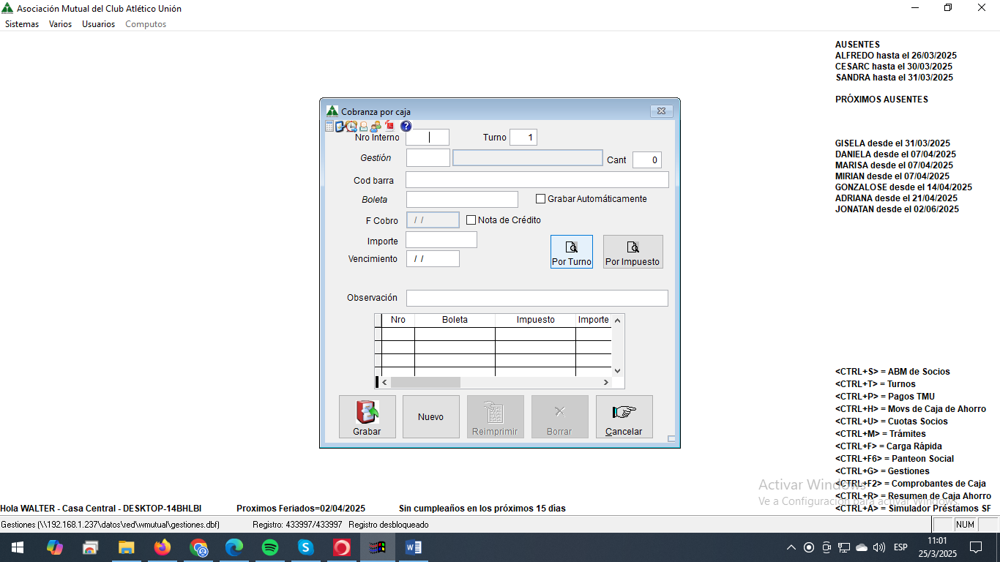 Asociación Mutual del Club Atlético Unión
Sistemas Varios Usuarios Computos
AUSENTES
ALFREDO hasta el 26/03/2025
CESARC hasta el 30/03/2025
SANDRA hasta el 31/03/2025
PRÓXIMOS AUSENTES
GISELA desde el 31/03/2025
DANIELA desde el 07/04/2025
MARISA desde el 07/04/2025
MIRIAN desde el 07/04/2025
GONZALOSE desde el 14/04/2025
ADRIANA desde el 21/04/2025
JONATAN desde el 02/06/2025
Cobranza por caja
Nro Interno Turno 1
Gestión Cant 0
Cod barra
Boleta Grabar Automáticamente
F Cobro / / Nota de Crédito
Importe
Vencimiento / /
Por Turno Por Impuesto
Observación
Nro Boleta Impuesto Importe
Grabar Nuevo Reimprimir Borrar Cancelar
<CTRL+S> = ABM de Socios
<CTRL+T> = Turnos
<CTRL+P> = Pagos TMU
<CTRL+H> = Movs de Caja de Ahorro
<CTRL+U> = Cuotas Socios
<CTRL+M> = Trámites
<CTRL+F> = Carga Rápida
<CTRL+F6> = Panteon Social
<CTRL+G> = Gestiones
<CTRL+F2> = Comprobantes de Caja
<CTRL+R> = Resumen de Caja Ahorro
<CTRL+A> = Simulador Préstamos SF
Activar Windows
Ve a Configuración para activar Windows.
Hola WALTER - Casa Central - DESKTOP-14BHLBI Proximos Feriados=02/04/2025 Sin cumpleaños en los próximos 15 dias
Gestiones (\\192.168.1.237\datos\red\wmutual\gestiones.dbf) Registro: 433997/433997 Registro desbloqueado NUM
ESP
11:01
25/3/2025